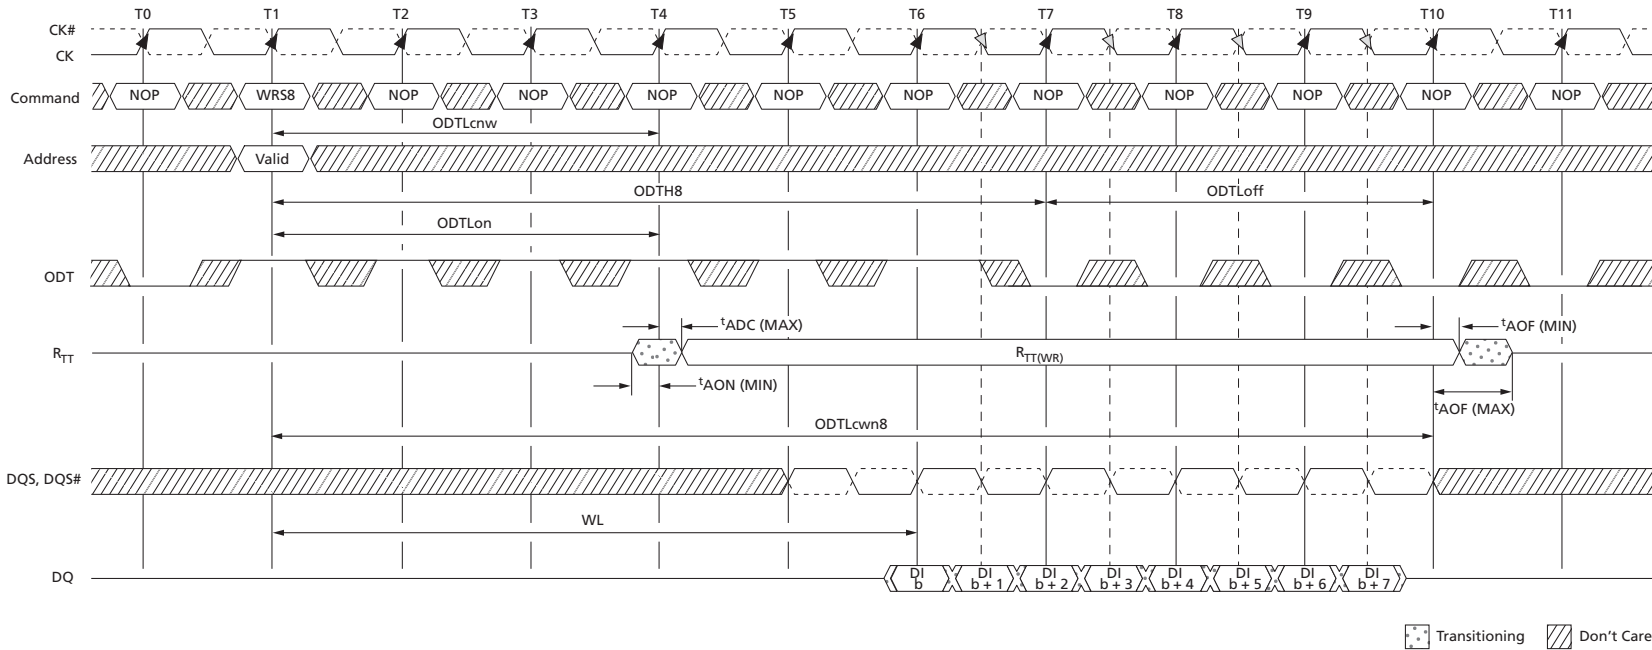 T0 T1 T2 T3 T4 T5 T6 T7 T8 T9 T10 T11
CK#
CK
Command NOP WRS8 NOP NOP NOP NOP NOP NOP NOP NOP NOP NOP
ODTLcnw
Address Valid
ODTH8 ODTLoff
ODTLon
ODT
tADC (MAX) tAOF (MIN)
RTT RTT(WR)
tAON (MIN)
tAOF (MAX)
ODTLcwn8
DQS, DQS#
WL
DQ DI b DI b + 1 DI b + 2 DI b + 3 DI b + 4 DI b + 5 DI b + 6 DI b + 7
Transitioning Don't Care